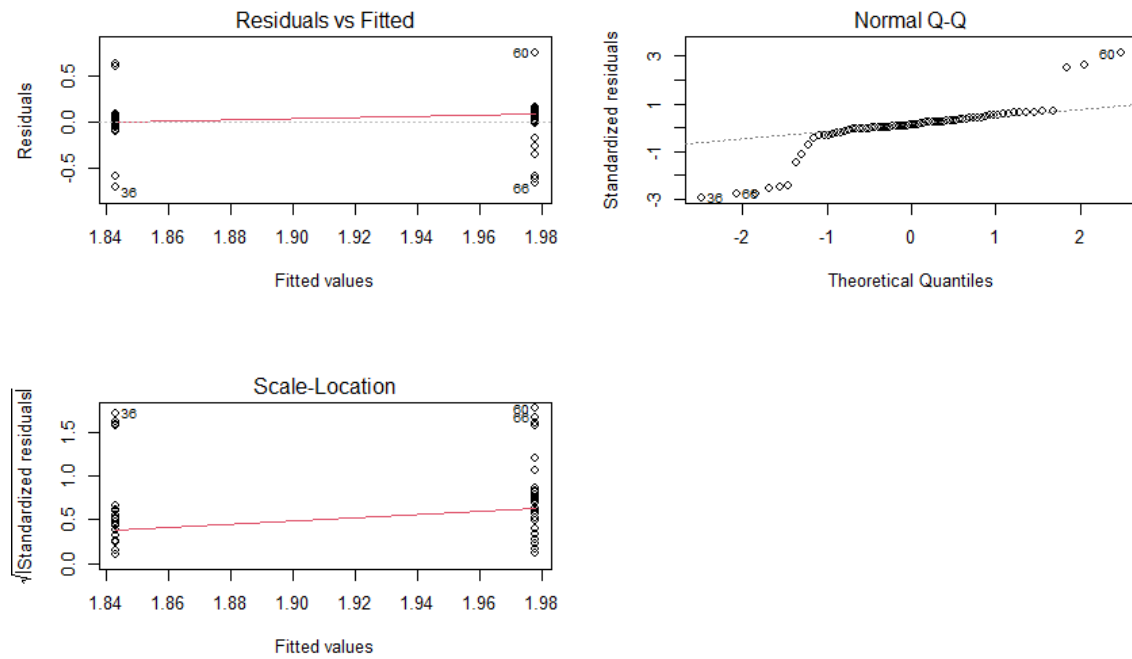 Residuals vs Fitted
Residuals
0.5
0.0
-0.5
60
36
66
1.84 1.86 1.88 1.90 1.92 1.94 1.96 1.98
Fitted values
Normal Q-Q
Standardized residuals
3
1
-1
-3
60
36
66
-2 -1 0 1 2
Theoretical Quantiles
Scale-Location
√|Standardized residuals|
1.5
1.0
0.5
0.0
36
60
66
1.84 1.86 1.88 1.90 1.92 1.94 1.96 1.98
Fitted values